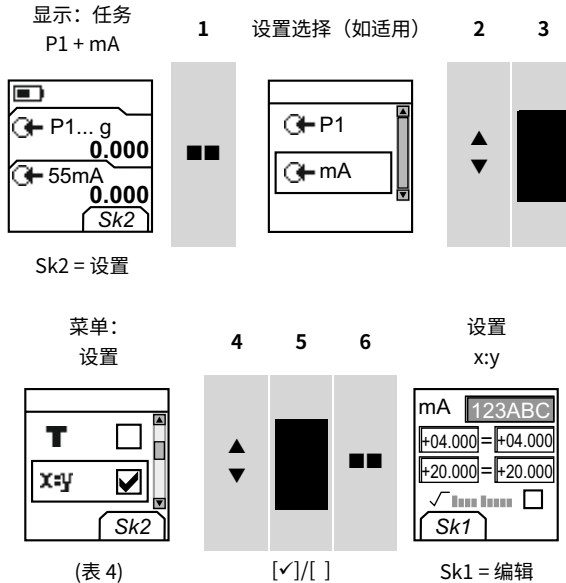 显示：任务
P1 + mA
1
设置选择（如适用）
2
3
P1... g
0.000
55mA
0.000
Sk2
P1
mA
Sk2 = 设置
菜单：
设置
4
5
6
设置
x:y
T
x:y
Sk2
mA 123ABC
+04.000 = +04.000
+20.000 = +20.000
√
Sk1
(表 4)
[✓]/[ ]
Sk1 = 编辑